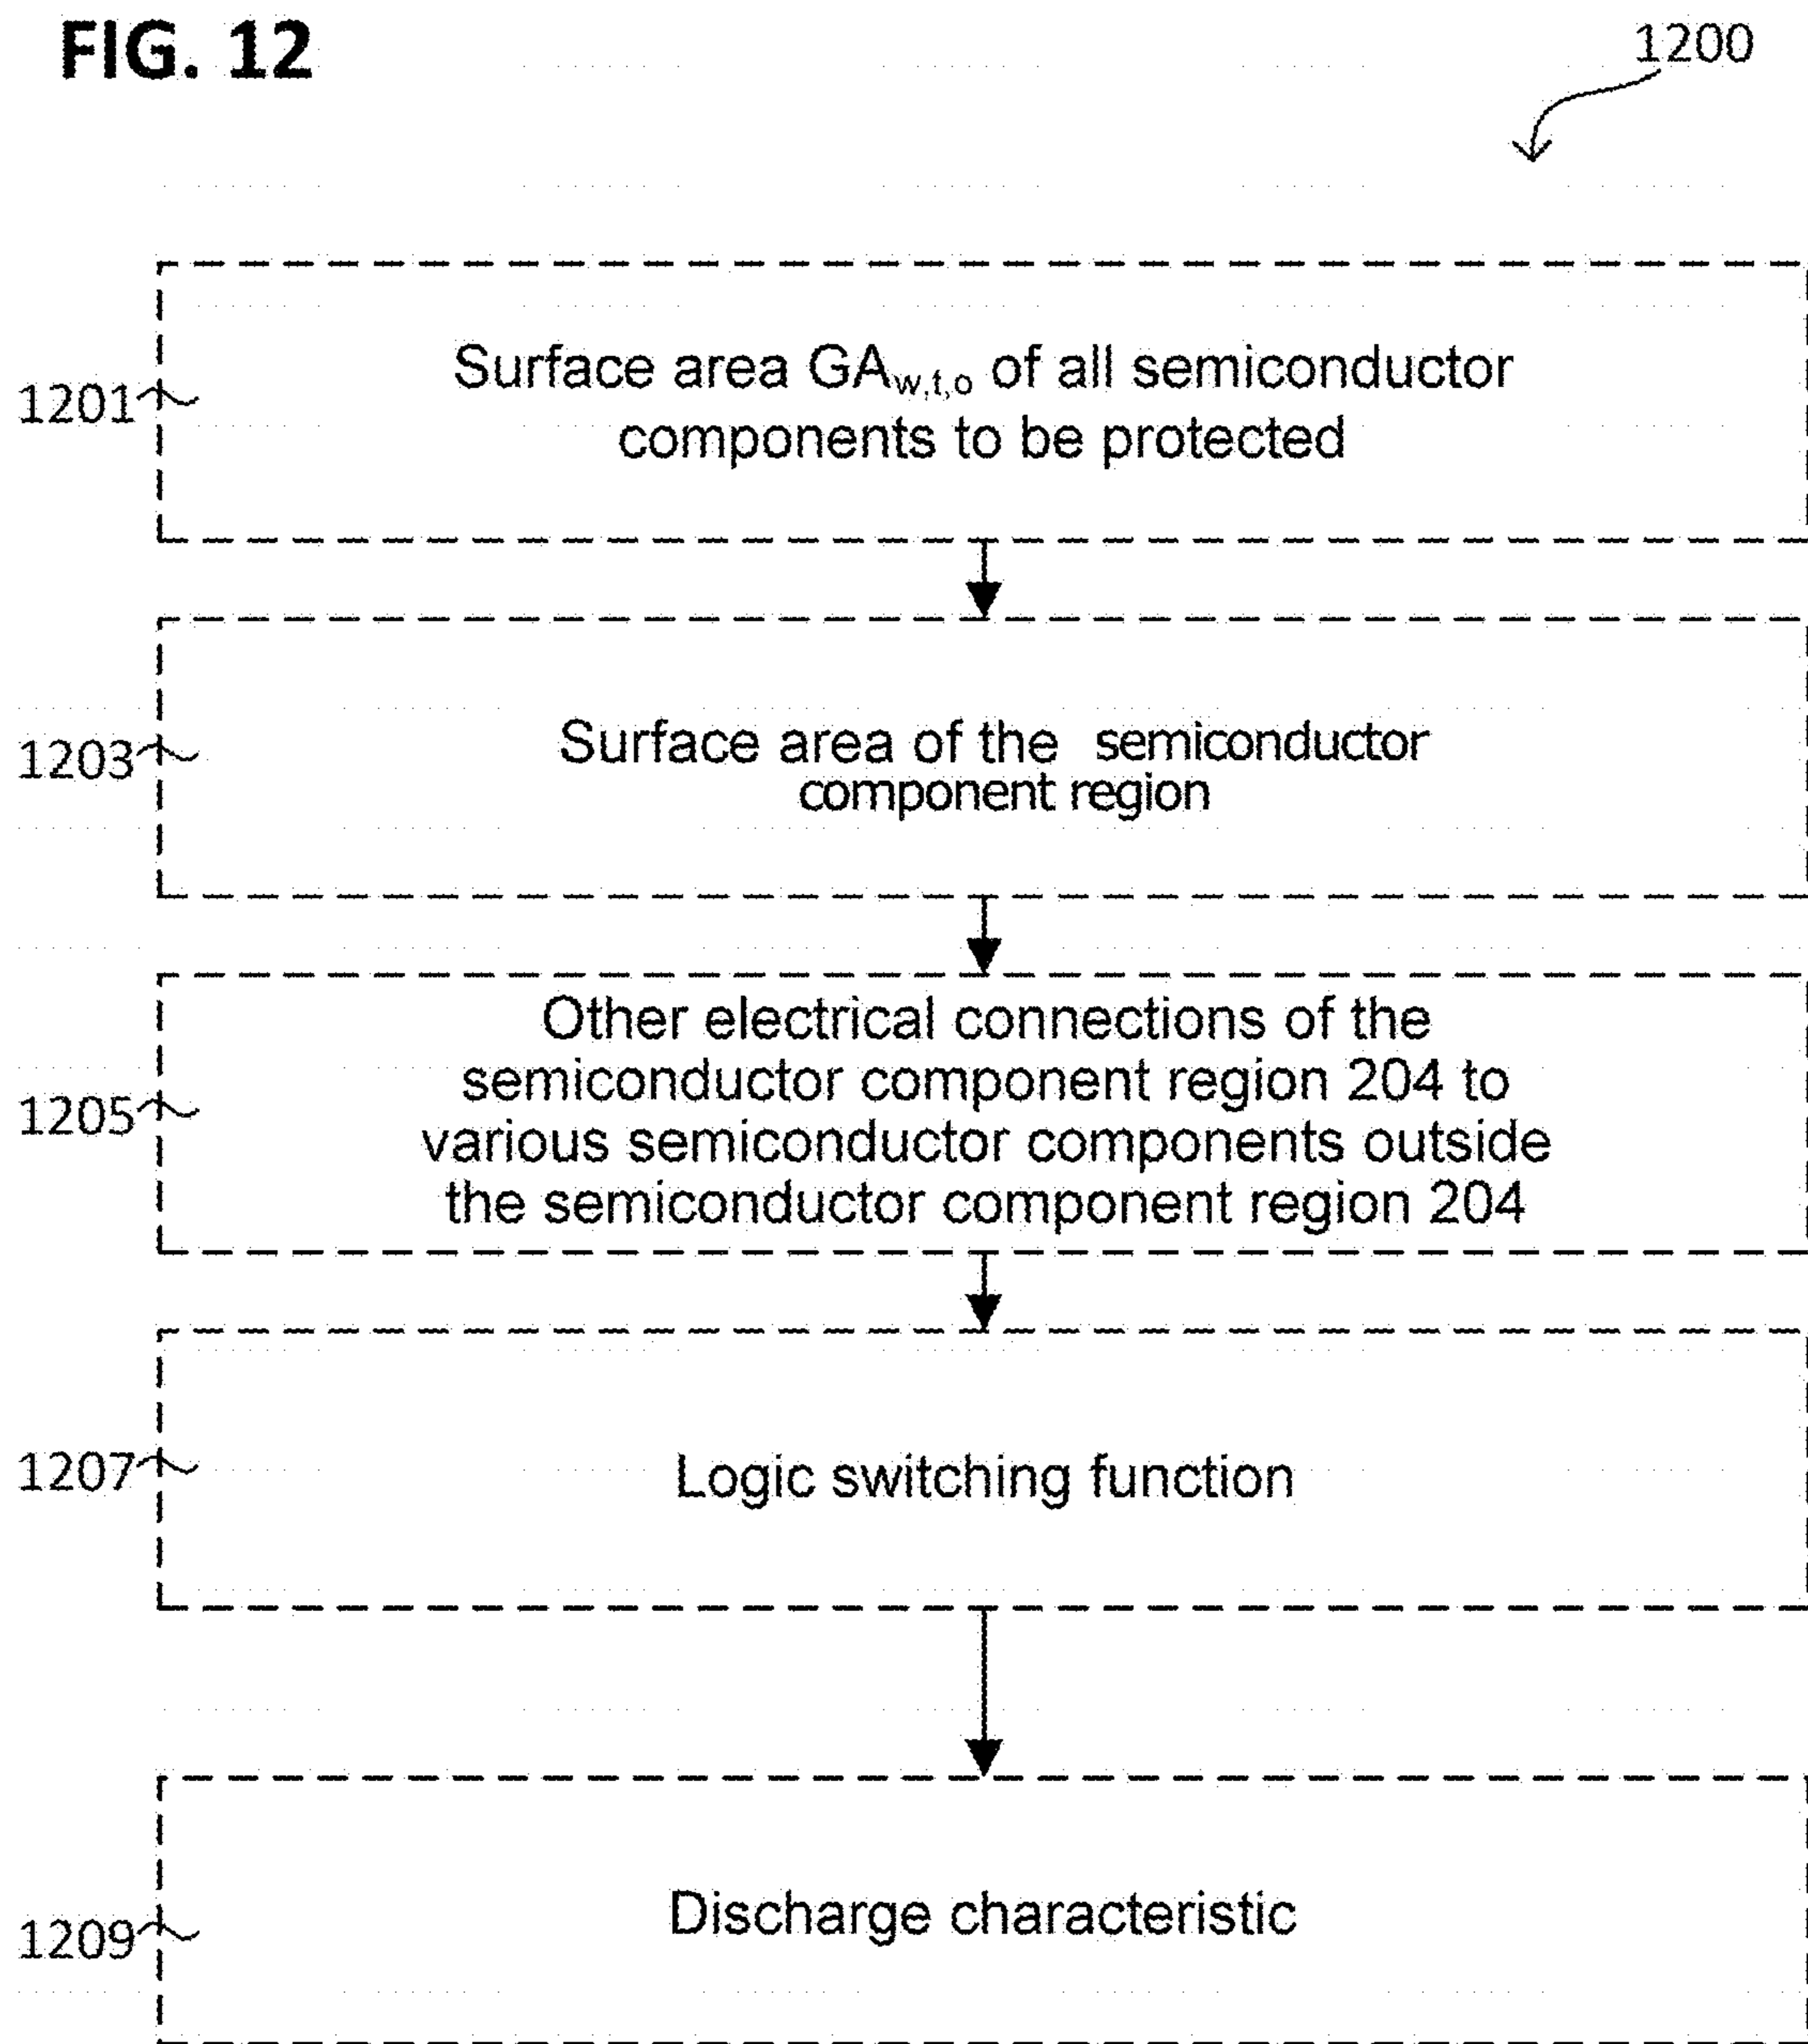 FIG. 12
1200
1201
Surface area GAw,t,o of all semiconductor
components to be protected
1203
Surface area of the semiconductor
component region
1205
Other electrical connections of the
semiconductor component region 204 to
various semiconductor components outside
the semiconductor component region 204
1207
Logic switching function
1209
Discharge characteristic